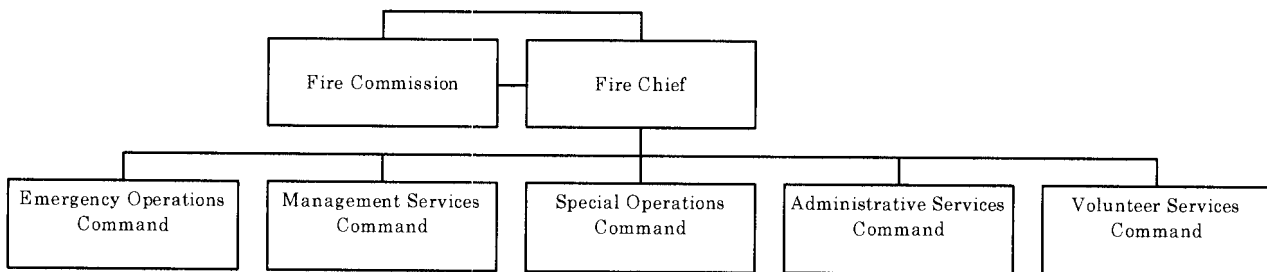 Fire Commission
Fire Chief
Emergency Operations
Command
Management Services
Command
Special Operations
Command
Administrative Services
Command
Volunteer Services
Command